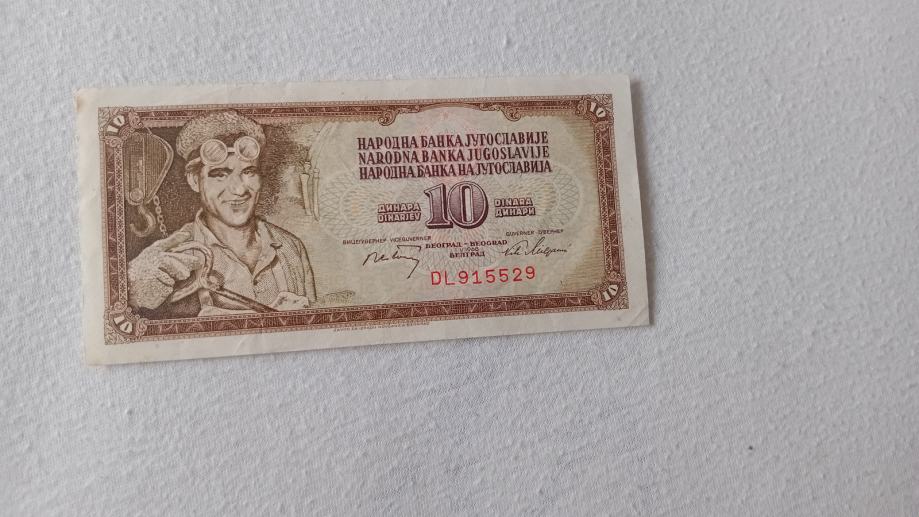 10
10
НАРОДНА БАНКА ЈУГОСЛАВИЈЕ
NARODNA BANKA JUGOSLAVIJE
НАРОДНА БАНКА НА ЈУГОСЛАВИЈА
ДИНАРА
DINARJEV
10
DINARA
ДИНАРИ
ВИЦЕГУВЕРНЕР VICEGUVERNER
GUVERNER ГУВЕРНЕР
БЕОГРАД - BEOGRAD
БЕЛГРАД
DL915529
10
10